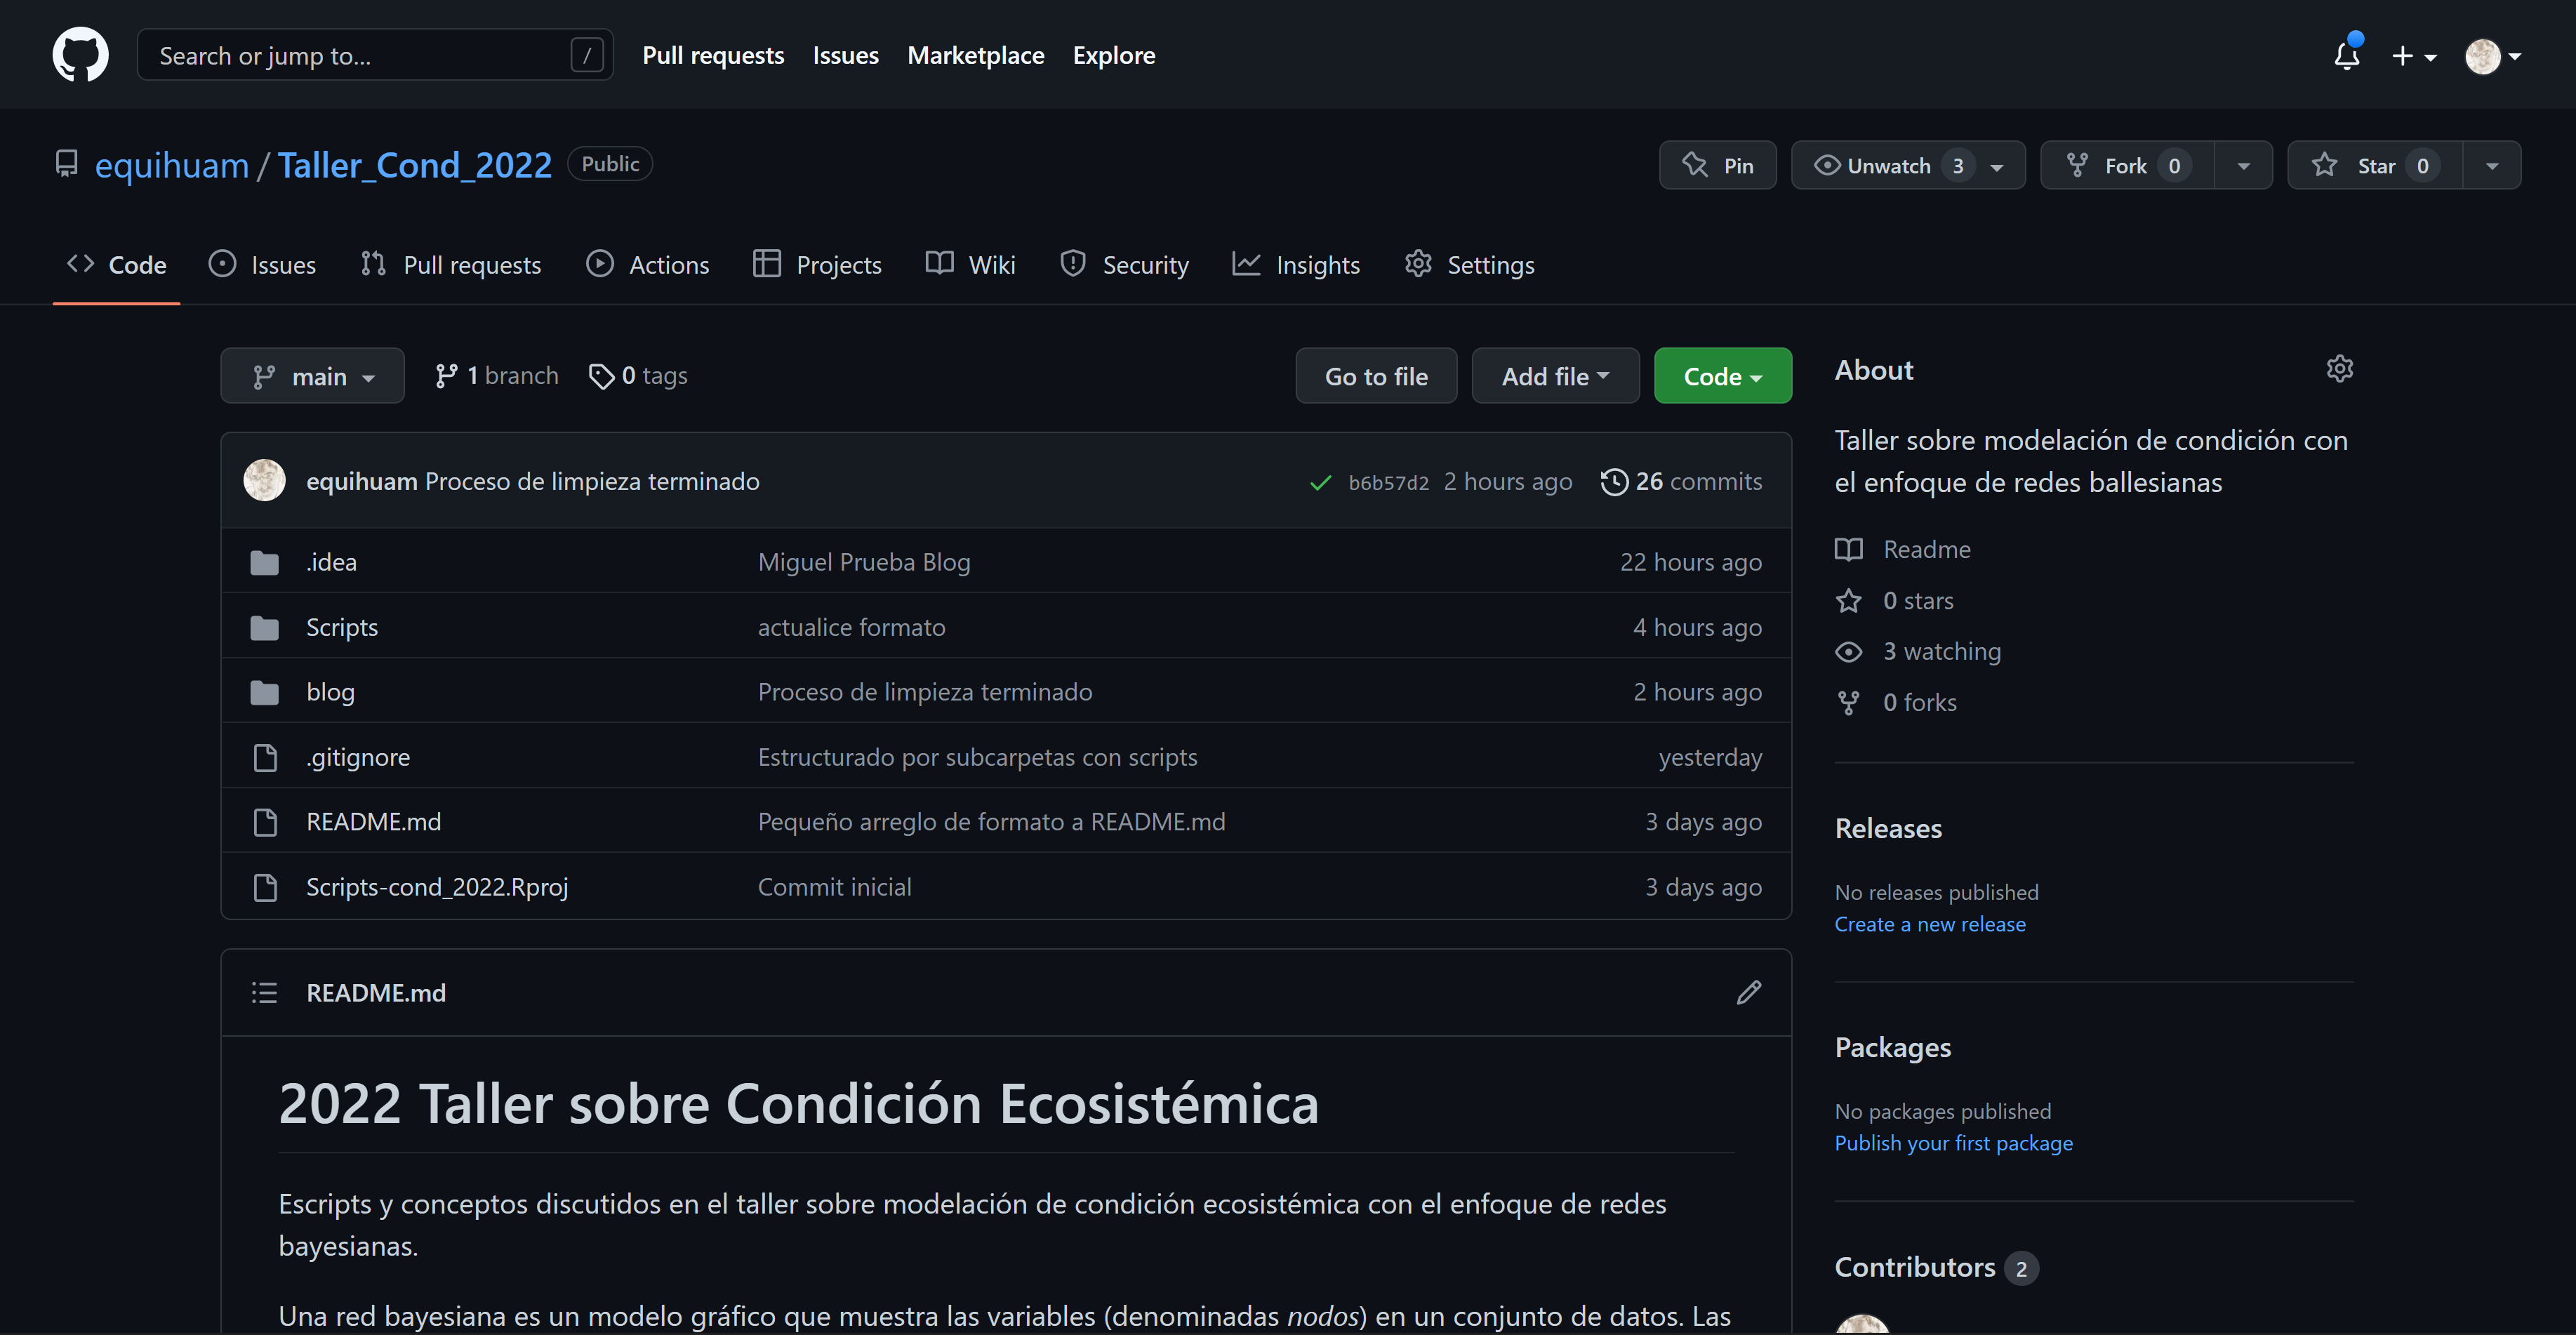 Search or jump to... /
Pull requests Issues Marketplace Explore
equihuam / Taller_Cond_2022 Public
Pin Unwatch 3 Fork 0 Star 0
Code Issues Pull requests Actions Projects Wiki Security Insights Settings
main 1 branch 0 tags Go to file Add file Code
equihuam Proceso de limpieza terminado b6b57d2 2 hours ago 26 commits
.idea Miguel Prueba Blog 22 hours ago
Scripts actualice formato 4 hours ago
blog Proceso de limpieza terminado 2 hours ago
.gitignore Estructurado por subcarpetas con scripts yesterday
README.md Pequeño arreglo de formato a README.md 3 days ago
Scripts-cond_2022.Rproj Commit inicial 3 days ago
README.md
2022 Taller sobre Condición Ecosistémica
Escripts y conceptos discutidos en el taller sobre modelación de condición ecosistémica con el enfoque de redes
bayesianas.
Una red bayesiana es un modelo gráfico que muestra las variables (denominadas nodos) en un conjunto de datos. Las
About
Taller sobre modelación de condición con
el enfoque de redes ballesianas
Readme
0 stars
3 watching
0 forks
Releases
No releases published
Create a new release
Packages
No packages published
Publish your first package
Contributors 2